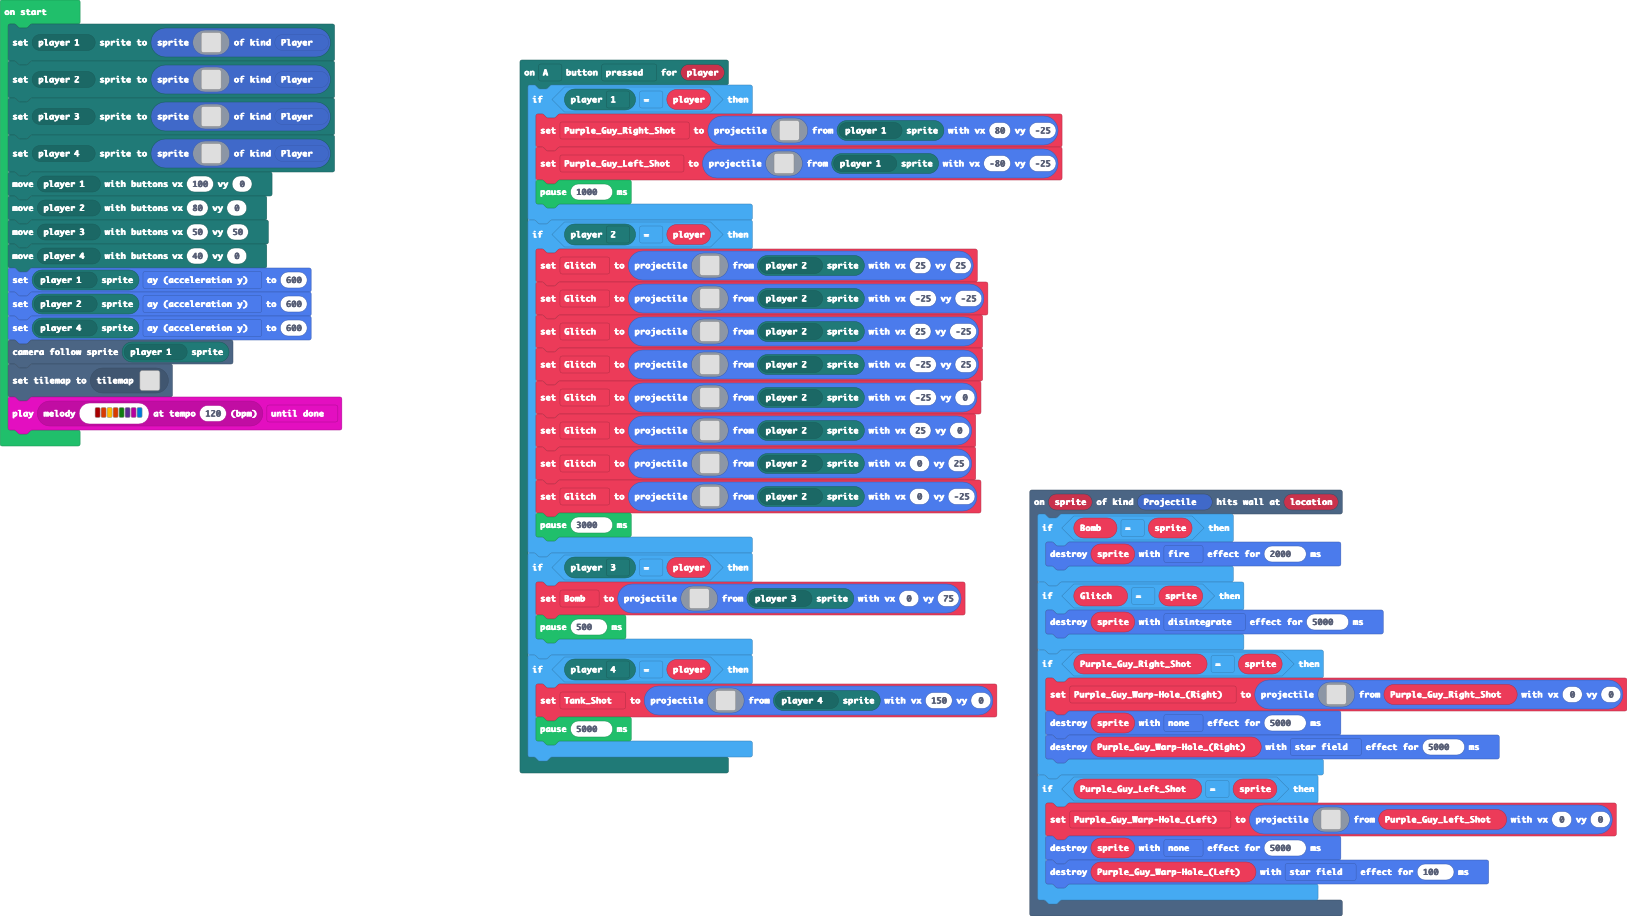 on start
set player 1 sprite to sprite of kind Player
set player 2 sprite to sprite of kind Player
set player 3 sprite to sprite of kind Player
set player 4 sprite to sprite of kind Player
move player 1 with buttons vx 100 vy 0
move player 2 with buttons vx 80 vy 0
move player 3 with buttons vx 50 vy 50
move player 4 with buttons vx 40 vy 0
set player 1 sprite ay (acceleration y) to 600
set player 2 sprite ay (acceleration y) to 600
set player 4 sprite ay (acceleration y) to 600
camera follow sprite player 1 sprite
set tilemap to tilemap
play melody at tempo 120 (bpm) until done
on A button pressed for player
if player 1 = player then
set Purple_Guy_Right_Shot to projectile from player 1 sprite with vx 80 vy -25
set Purple_Guy_Left_Shot to projectile from player 1 sprite with vx -80 vy -25
pause 1000 ms
if player 2 = player then
set Glitch to projectile from player 2 sprite with vx 25 vy 25
set Glitch to projectile from player 2 sprite with vx -25 vy -25
set Glitch to projectile from player 2 sprite with vx 25 vy -25
set Glitch to projectile from player 2 sprite with vx -25 vy 25
set Glitch to projectile from player 2 sprite with vx -25 vy 0
set Glitch to projectile from player 2 sprite with vx 25 vy 0
set Glitch to projectile from player 2 sprite with vx 0 vy 25
set Glitch to projectile from player 2 sprite with vx 0 vy -25
pause 3000 ms
if player 3 = player then
set Bomb to projectile from player 3 sprite with vx 0 vy 75
pause 500 ms
if player 4 = player then
set Tank_Shot to projectile from player 4 sprite with vx 150 vy 0
pause 5000 ms
on sprite of kind Projectile hits wall at location
if Bomb = sprite then
destroy sprite with fire effect for 2000 ms
if Glitch = sprite then
destroy sprite with disintegrate effect for 5000 ms
if Purple_Guy_Right_Shot = sprite then
set Purple_Guy_Warp-Hole_(Right) to projectile from Purple_Guy_Right_Shot with vx 0 vy 0
destroy sprite with none effect for 5000 ms
destroy Purple_Guy_Warp-Hole_(Right) with star field effect for 5000 ms
if Purple_Guy_Left_Shot = sprite then
set Purple_Guy_Warp-Hole_(Left) to projectile from Purple_Guy_Left_Shot with vx 0 vy 0
destroy sprite with none effect for 5000 ms
destroy Purple_Guy_Warp-Hole_(Left) with star field effect for 100 ms